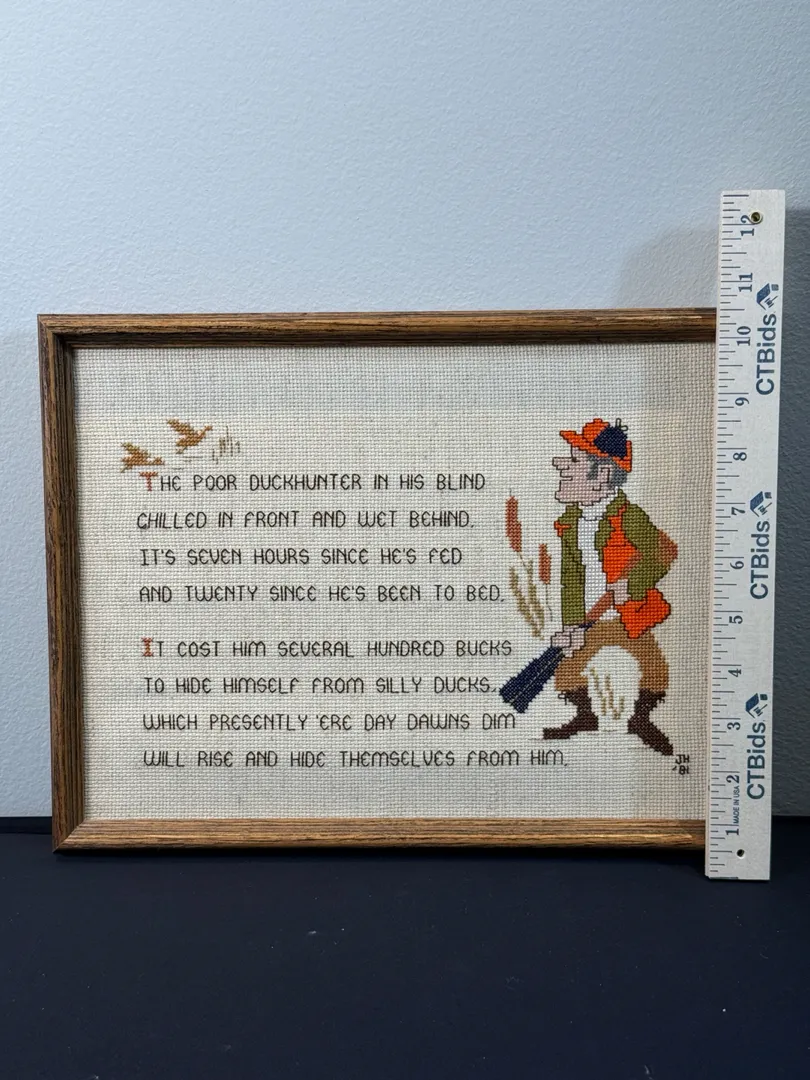 THE POOR DUCKHUNTER IN HIS BLIND
CHILLED IN FRONT AND WET BEHIND.
IT'S SEVEN HOURS SINCE HE'S FED
AND TWENTY SINCE HE'S BEEN TO BED.
IT COST HIM SEVERAL HUNDRED BUCKS
TO HIDE HIMSELF FROM SILLY DUCKS.
WHICH PRESENTLY 'ERE DAY DAWNS DIM
WILL RISE AND HIDE THEMSELVES FROM HIM.
JH
'81
12
11
10
9
8
7
6
5
4
3
2
1
CTBids
CTBids
CTBids
MADE IN USA